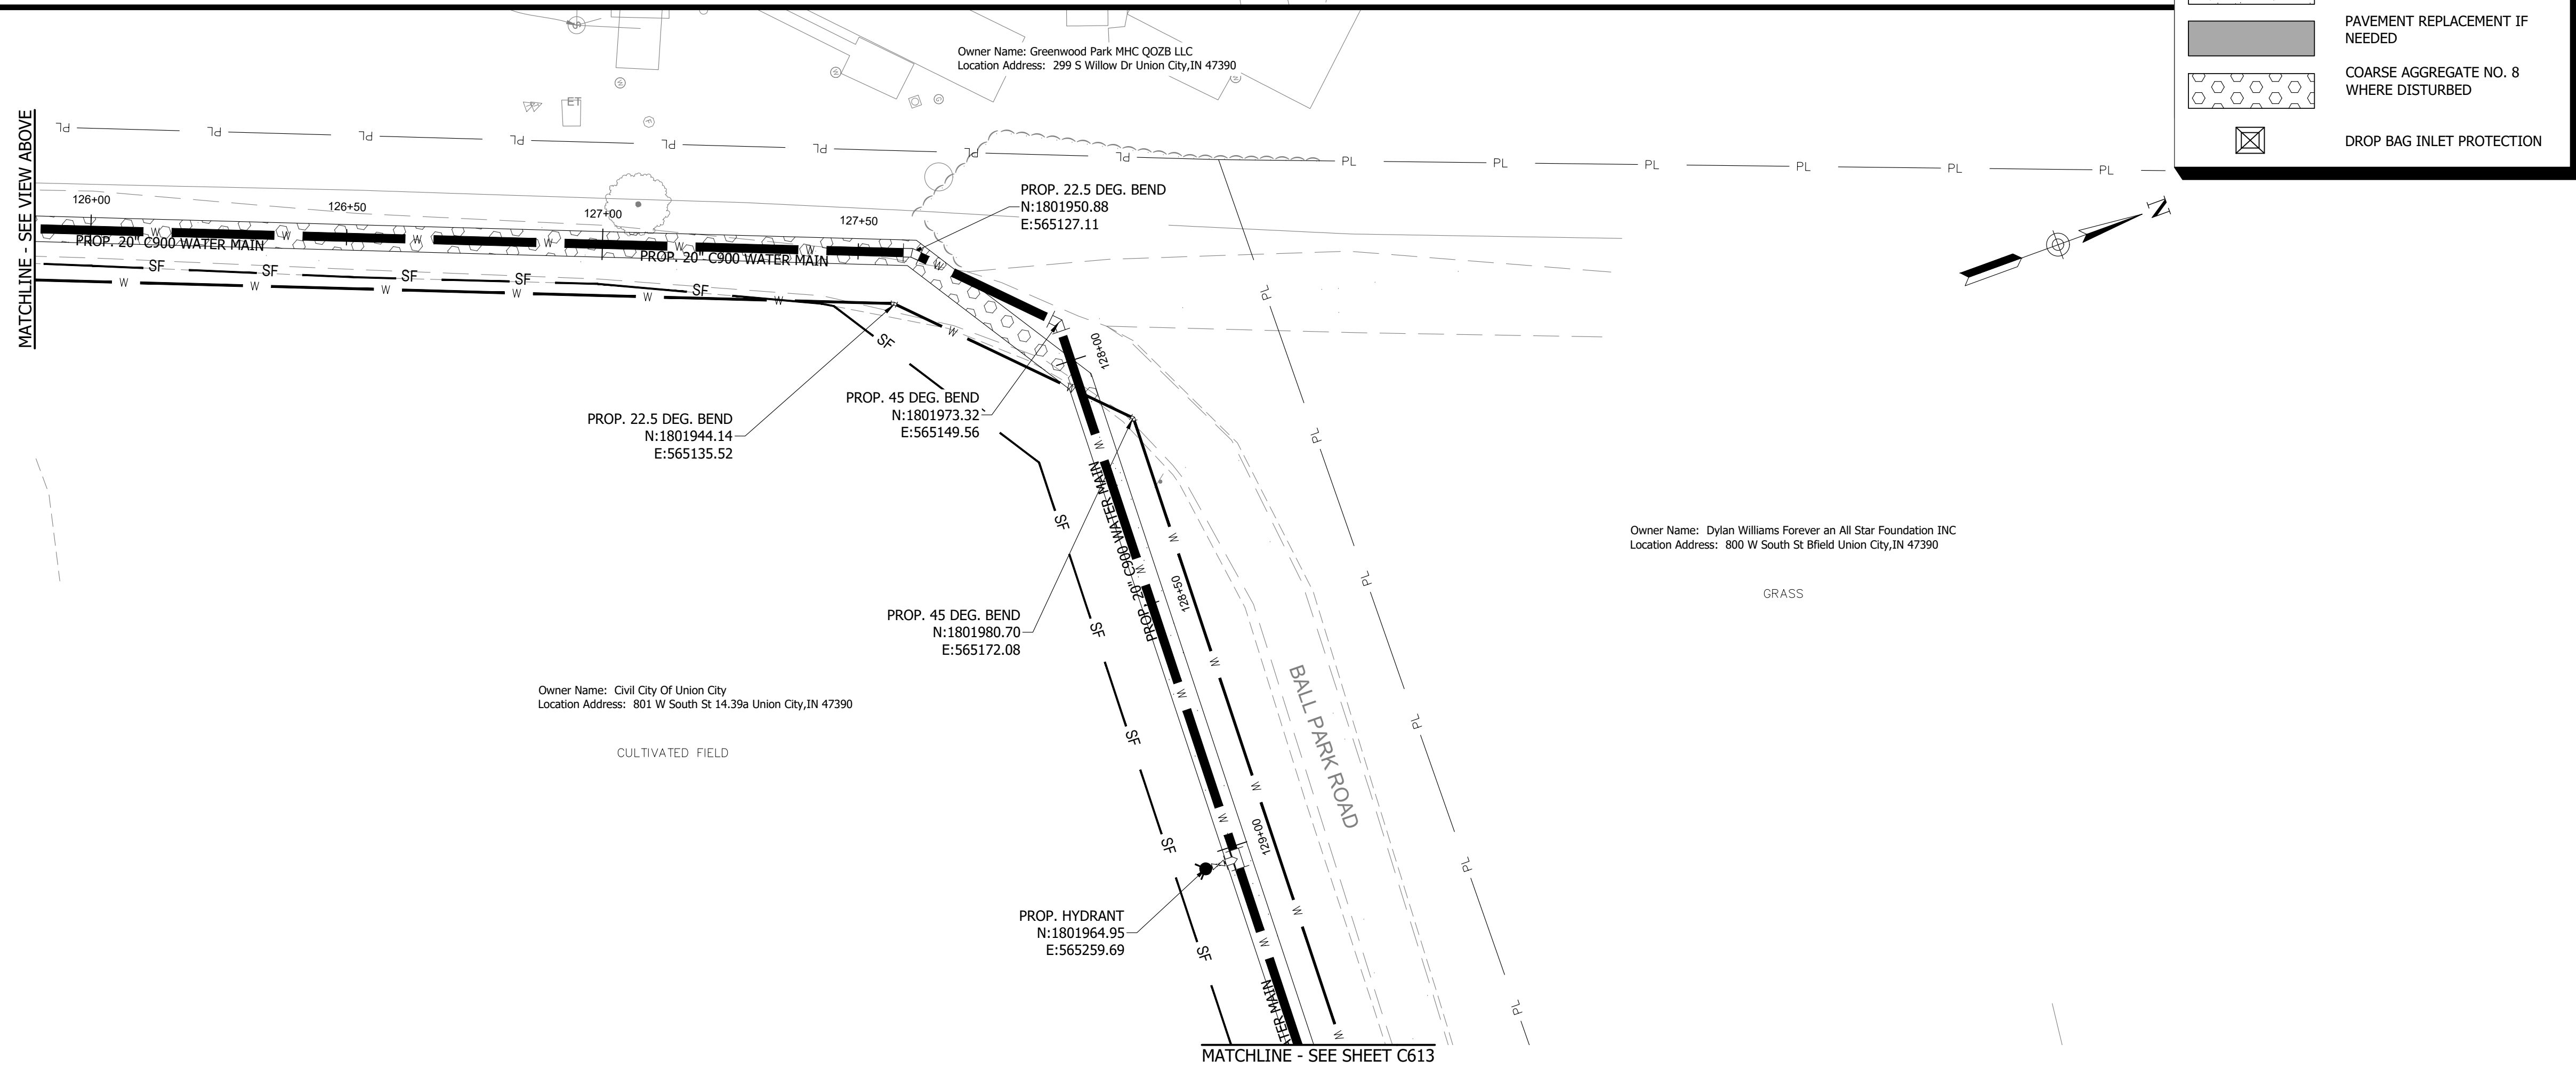 PAVEMENT REPLACEMENT IF
NEEDED
COARSE AGGREGATE NO. 8
WHERE DISTURBED
DROP BAG INLET PROTECTION
Owner Name: Greenwood Park MHC QOZB LLC
Location Address: 299 S Willow Dr Union City,IN 47390
ET
MATCHLINE - SEE VIEW ABOVE
PL PL PL PL PL PL PL PL PL PL PL PL PL PL
N
126+00
126+50
127+00
127+50
PROP. 22.5 DEG. BEND
N:1801950.88
E:565127.11
W W W W W W W
PROP. 20" C900 WATER MAIN
PROP. 20" C900 WATER MAIN
SF SF SF SF SF
W W W W W W W
128+00
SF
PROP. 45 DEG. BEND
N:1801973.32
E:565149.56
PROP. 22.5 DEG. BEND
N:1801944.14
E:565135.52
PROP. 20" C900 WATER MAIN
128+50
PROP. 45 DEG. BEND
N:1801980.70
E:565172.08
PL PL PL PL PL PL
SF SF SF SF SF
W W W W W
W W W W W
Owner Name: Dylan Williams Forever an All Star Foundation INC
Location Address: 800 W South St Bfield Union City,IN 47390
GRASS
Owner Name: Civil City Of Union City
Location Address: 801 W South St 14.39a Union City,IN 47390
CULTIVATED FIELD
BALL PARK ROAD
129+00
PROP. HYDRANT
N:1801964.95
E:565259.69
TER MAIN
MATCHLINE - SEE SHEET C613